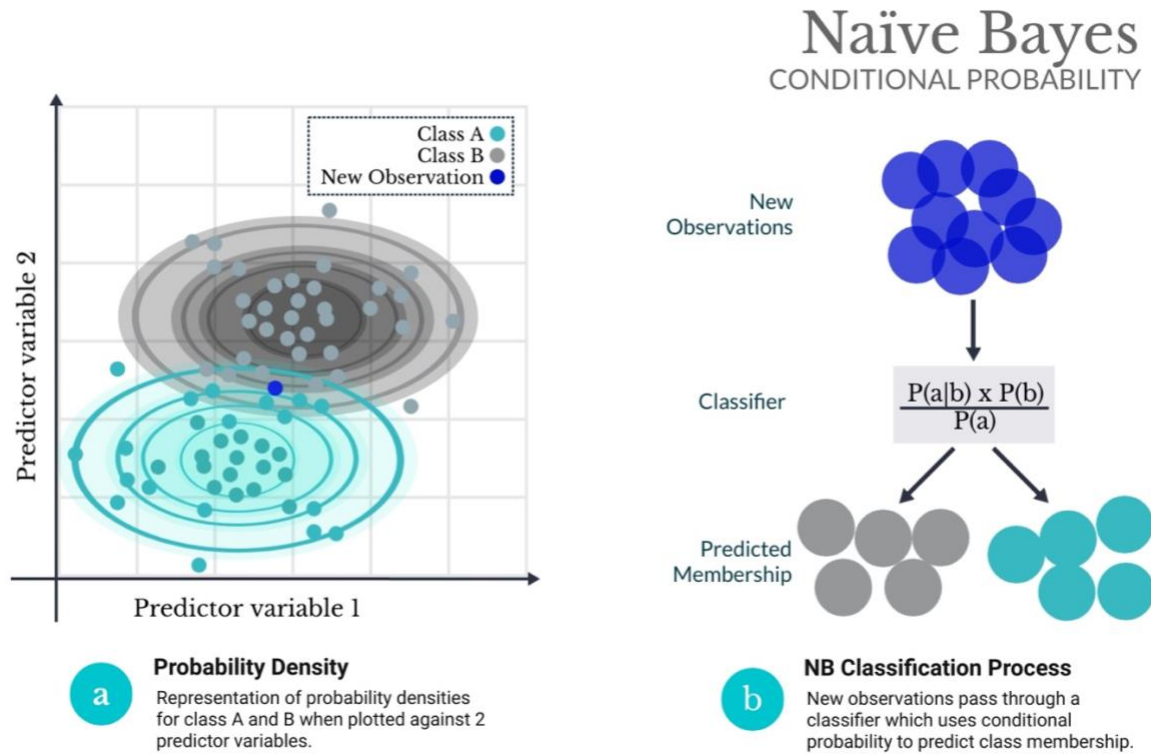 Naïve Bayes
CONDITIONAL PROBABILITY
Class A
Class B
New Observation
Predictor variable 2
Predictor variable 1
a
Probability Density
Representation of probability densities
for class A and B when plotted against 2
predictor variables.
New
Observations
Classifier
P(a|b) x P(b)
P(a)
Predicted
Membership
b
NB Classification Process
New observations pass through a
classifier which uses conditional
probability to predict class membership.